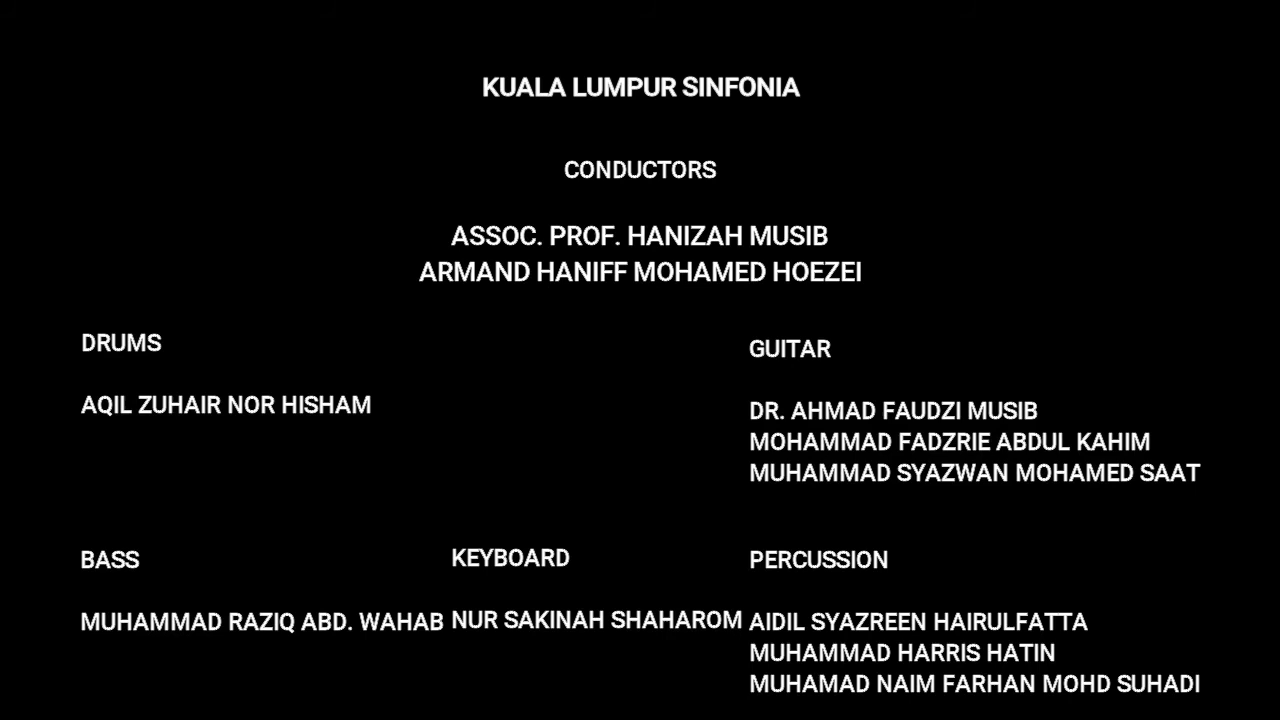 KUALA LUMPUR SINFONIA
CONDUCTORS
ASSOC. PROF. HANIZAH MUSIB
ARMAND HANIFF MOHAMED HOEZEI
DRUMS
AQIL ZUHAIR NOR HISHAM
GUITAR
DR. AHMAD FAUDZI MUSIB
MOHAMMAD FADZRIE ABDUL KAHIM
MUHAMMAD SYAZWAN MOHAMED SAAT
BASS
MUHAMMAD RAZIQ ABD. WAHAB
KEYBOARD
NUR SAKINAH SHAHAROM
PERCUSSION
AIDIL SYAZREEN HAIRULFATTA
MUHAMMAD HARRIS HATIN
MUHAMAD NAIM FARHAN MOHD SUHADI